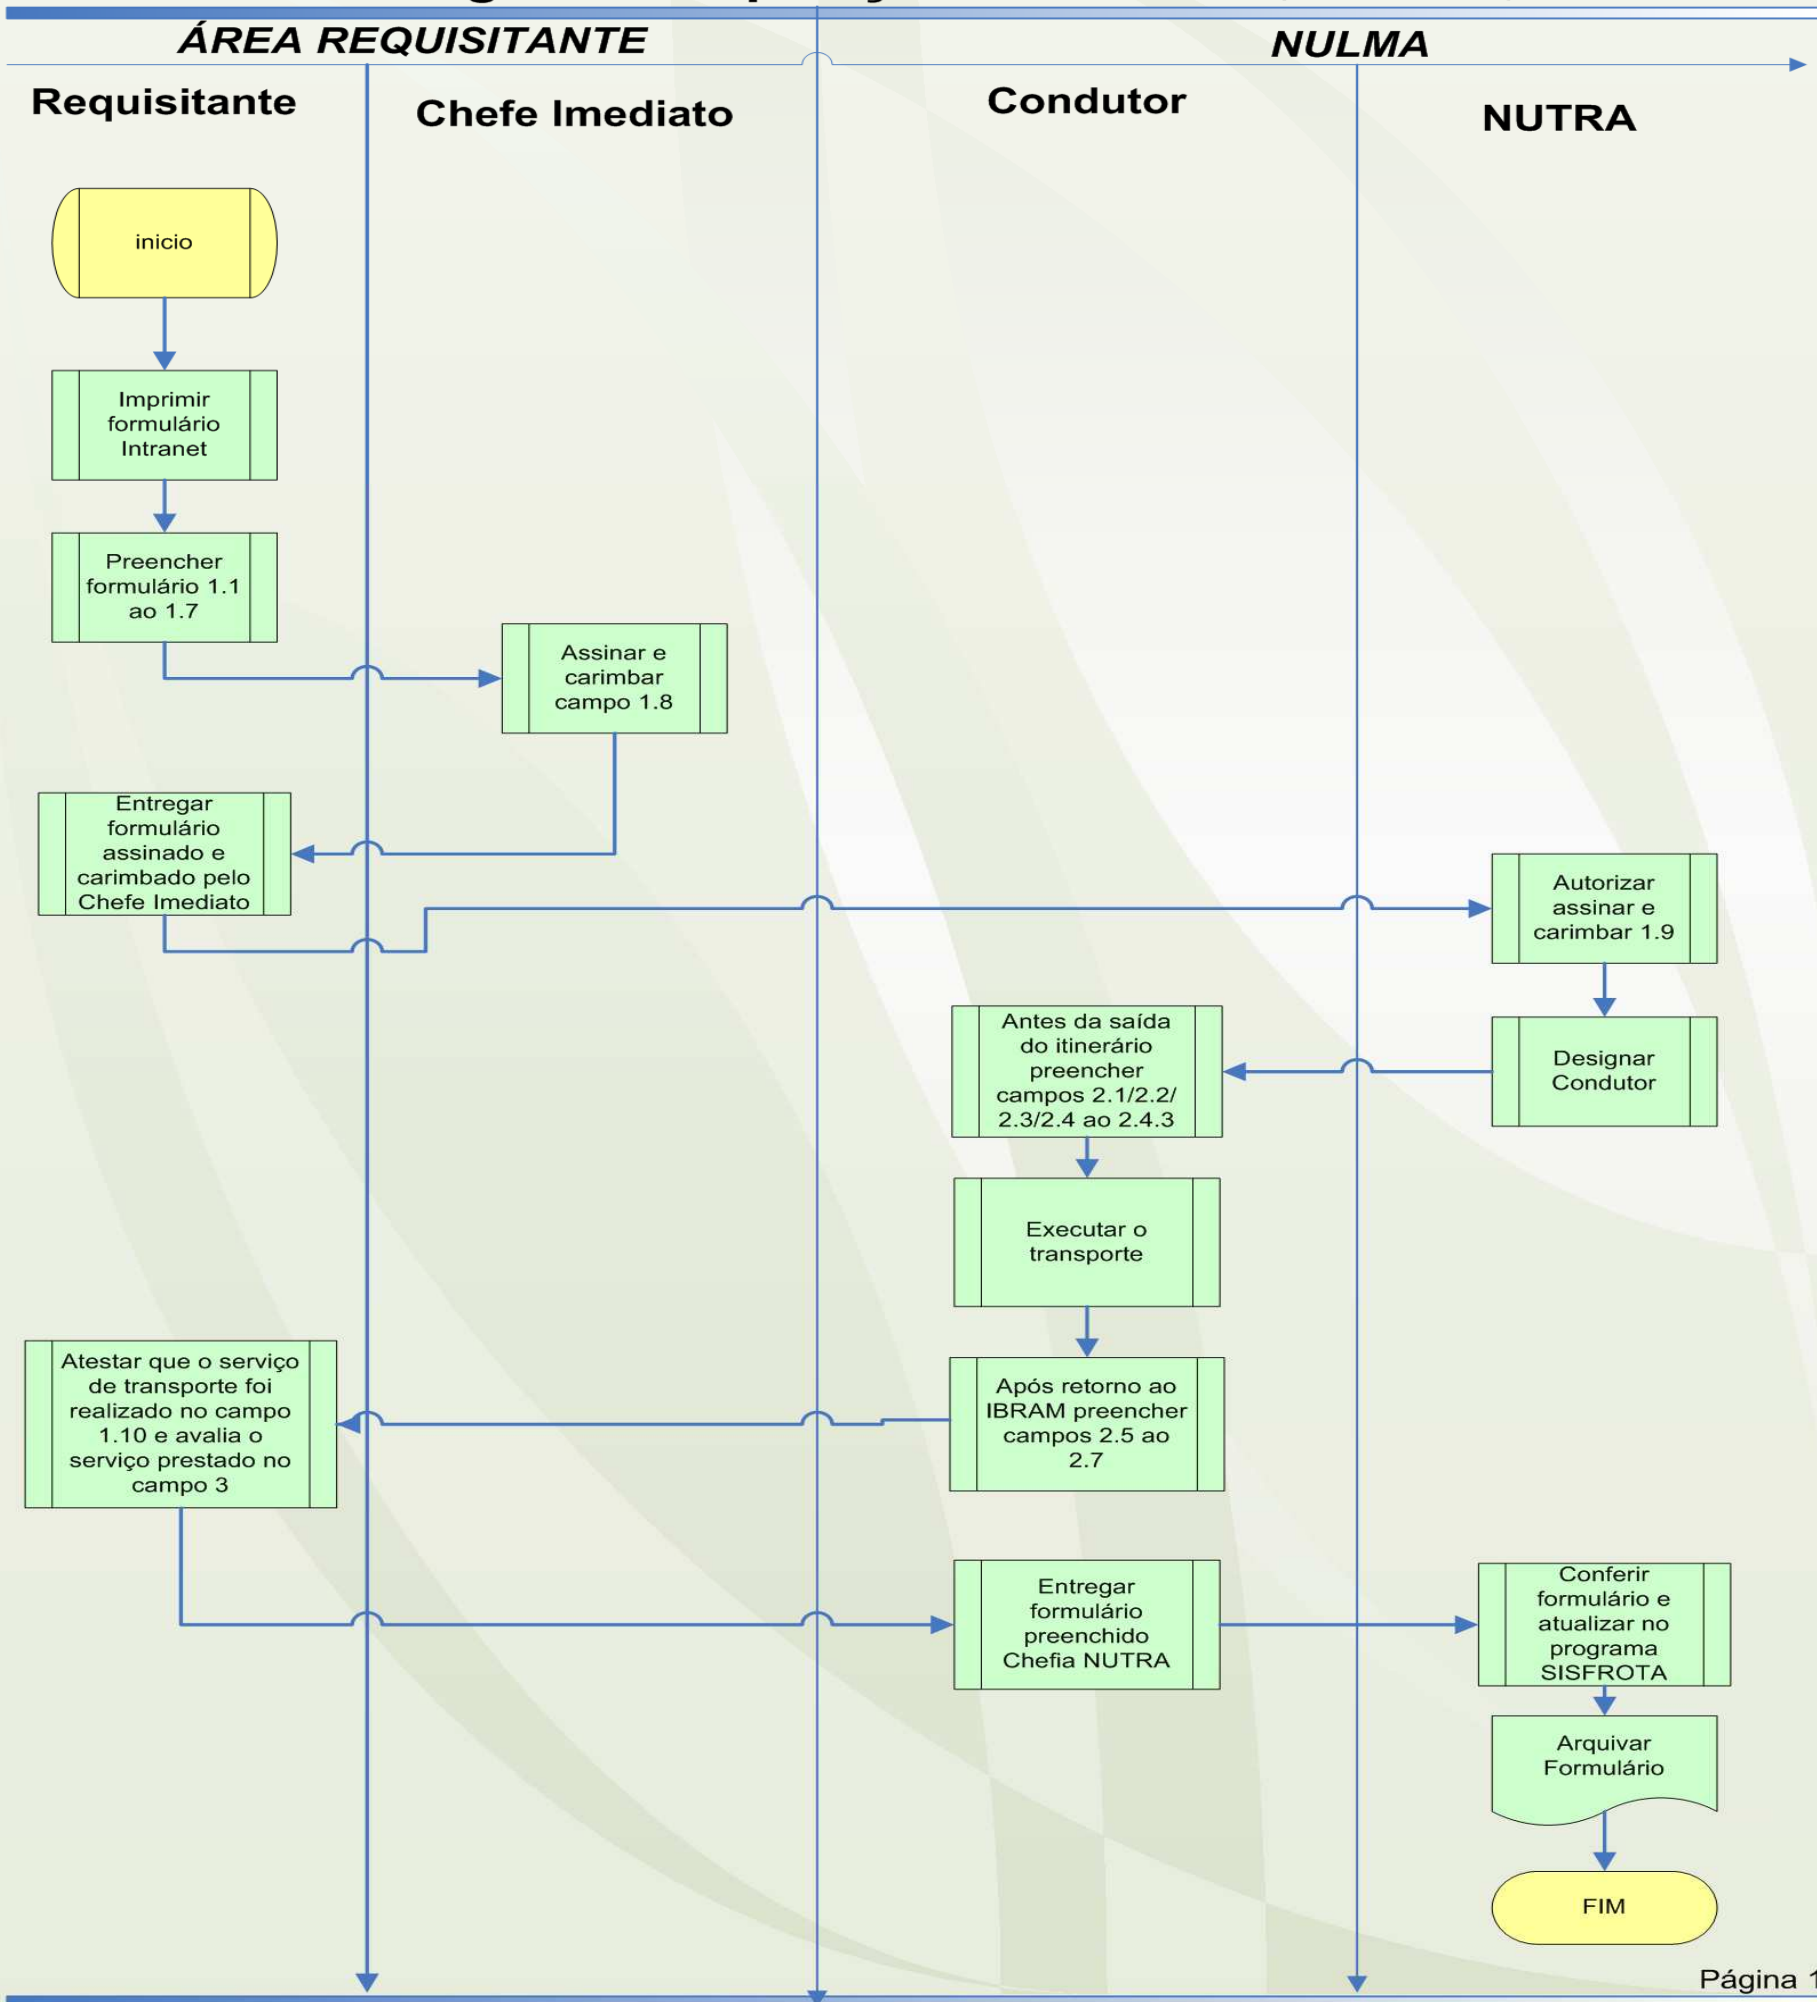 ÁREA REQUISITANTE
NULMA
Requisitante
Chefe Imediato
Condutor
NUTRA
inicio
Imprimir
formulário
Intranet
Preencher
formulário 1.1
ao 1.7
Assinar e
carimbar
campo 1.8
Entregar
formulário
assinado e
carimbado pelo
Chefe Imediato
Autorizar
assinar e
carimbar 1.9
Designar
Condutor
Antes da saída
do itinerário
preencher
campos 2.1/2.2/
2.3/2.4 ao 2.4.3
Executar o
transporte
Após retorno ao
IBRAM preencher
campos 2.5 ao
2.7
Atestar que o serviço
de transporte foi
realizado no campo
1.10 e avalia o
serviço prestado no
campo 3
Entregar
formulário
preenchido
Chefia NUTRA
Conferir
formulário e
atualizar no
programa
SISFROTA
Arquivar
Formulário
FIM
Página 1